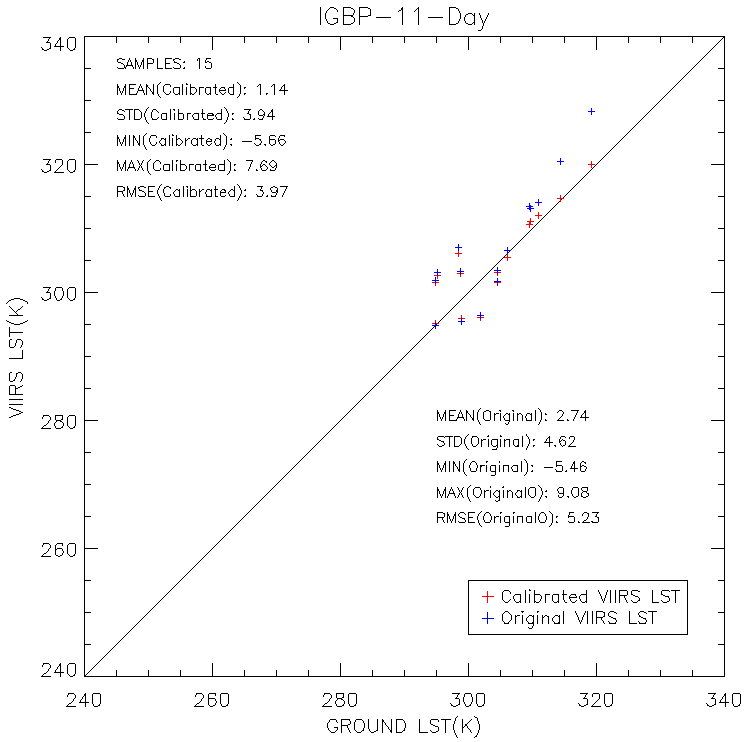 IGBP-11-Day
340
SAMPLES: 15
MEAN(Calibrated): 1.14
STD(Calibrated): 3.94
MIN(Calibrated): -5.66
MAX(Calibrated): 7.69
RMSE(Calibrated): 3.97
320
300
280
260
240
VIIRS LST(K)
MEAN(Original): 2.74
STD(Original): 4.62
MIN(Original): -5.46
MAX(OriginalO): 9.08
RMSE(OriginalO): 5.23
Calibrated VIIRS LST
Original VIIRS LST
240 260 280 300 320 340
GROUND LST(K)